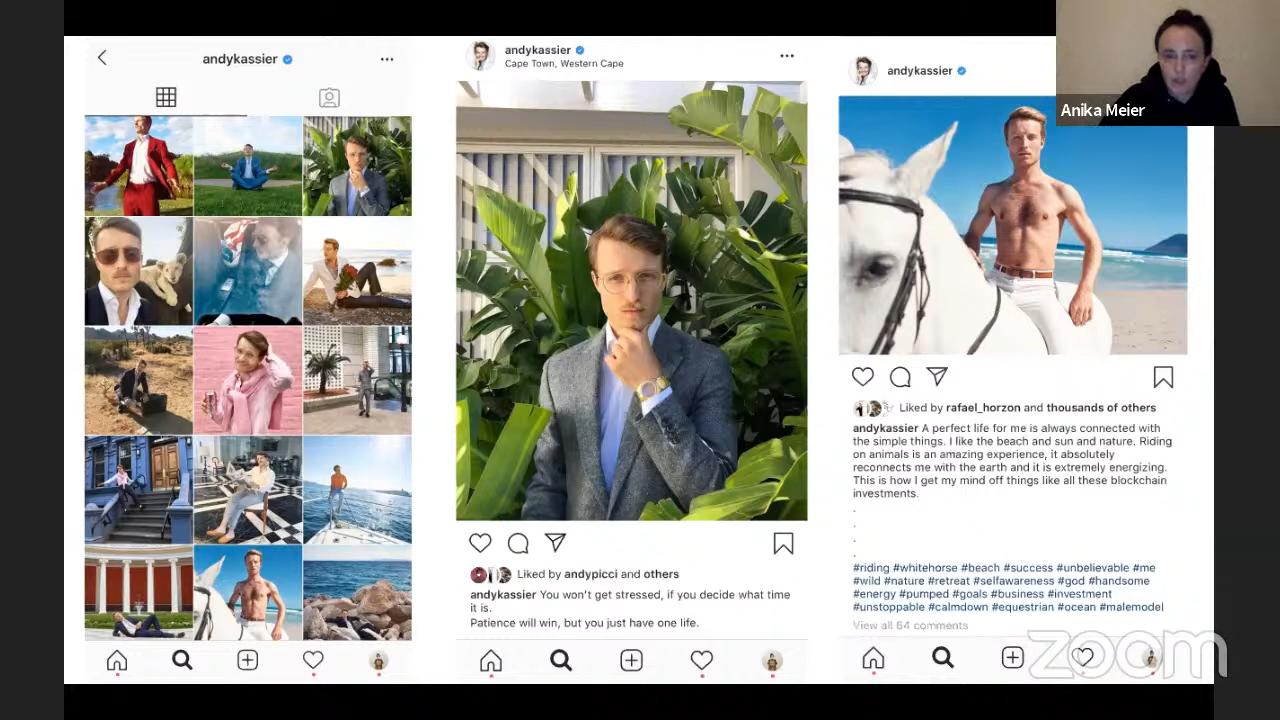 andykassier
andykassier
Cape Town, Western Cape
Liked by andypicci and others
andykassier You won't get stressed, if you decide what time
it is.
Patience will win, but you just have one life.
andykassier
Liked by rafael_horzon and thousands of others
andykassier A perfect life for me is always connected with
the simple things. I like the beach and sun and nature. Riding
on animals is an amazing experience, it absolutely
reconnects me with the earth and it is extremely energizing.
This is how I get my mind off things like all these blockchain
investments.
.
.
.
.
#riding #whitehorse #beach #success #unbelievable #me
#wild #nature #retreat #selfawareness #god #handsome
#energy #pumped #goals #business #investment
#unstoppable #calmdown #equestrian #ocean #malemodel
View all 64 comments
Anika Meier
zoom